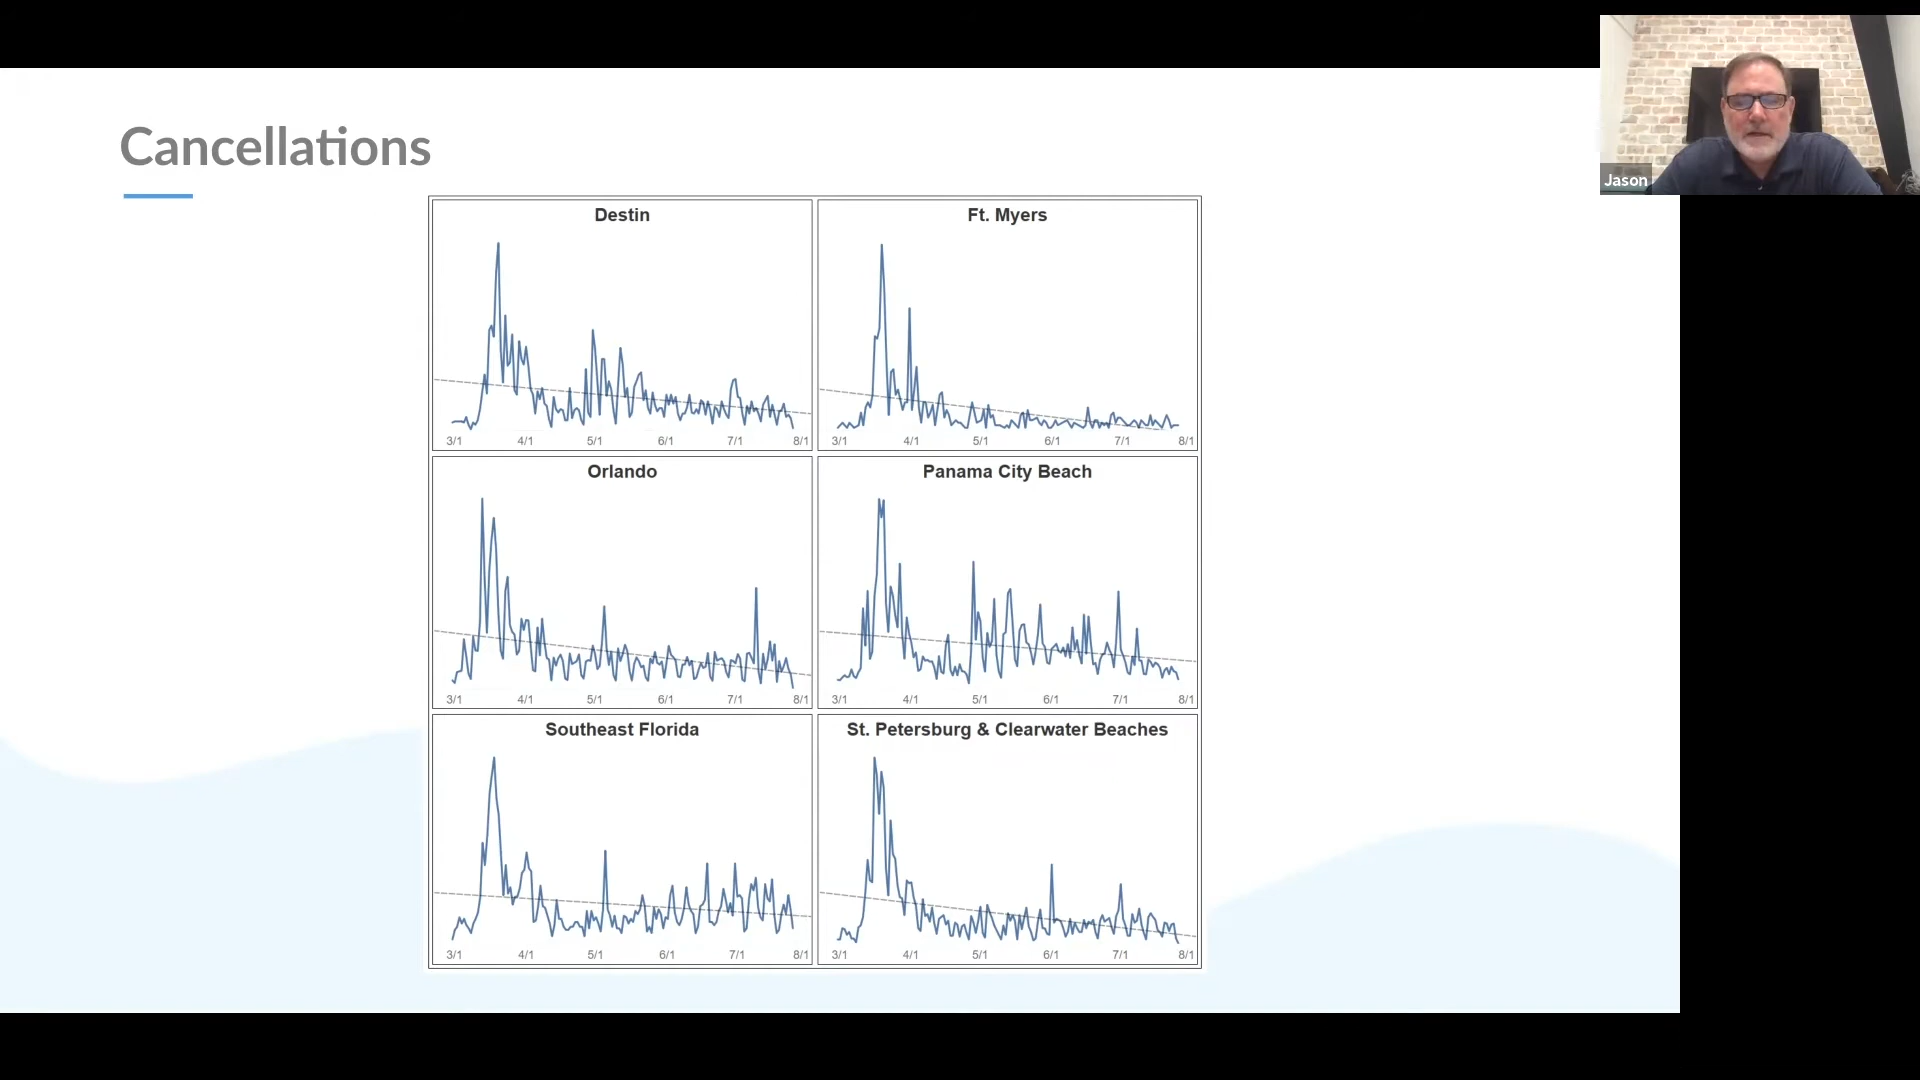 Cancellations
Jason
Destin
3/1 4/1 5/1 6/1 7/1 8/1
Ft. Myers
3/1 4/1 5/1 6/1 7/1 8/1
Orlando
3/1 4/1 5/1 6/1 7/1 8/1
Panama City Beach
3/1 4/1 5/1 6/1 7/1 8/1
Southeast Florida
3/1 4/1 5/1 6/1 7/1 8/1
St. Petersburg & Clearwater Beaches
3/1 4/1 5/1 6/1 7/1 8/1